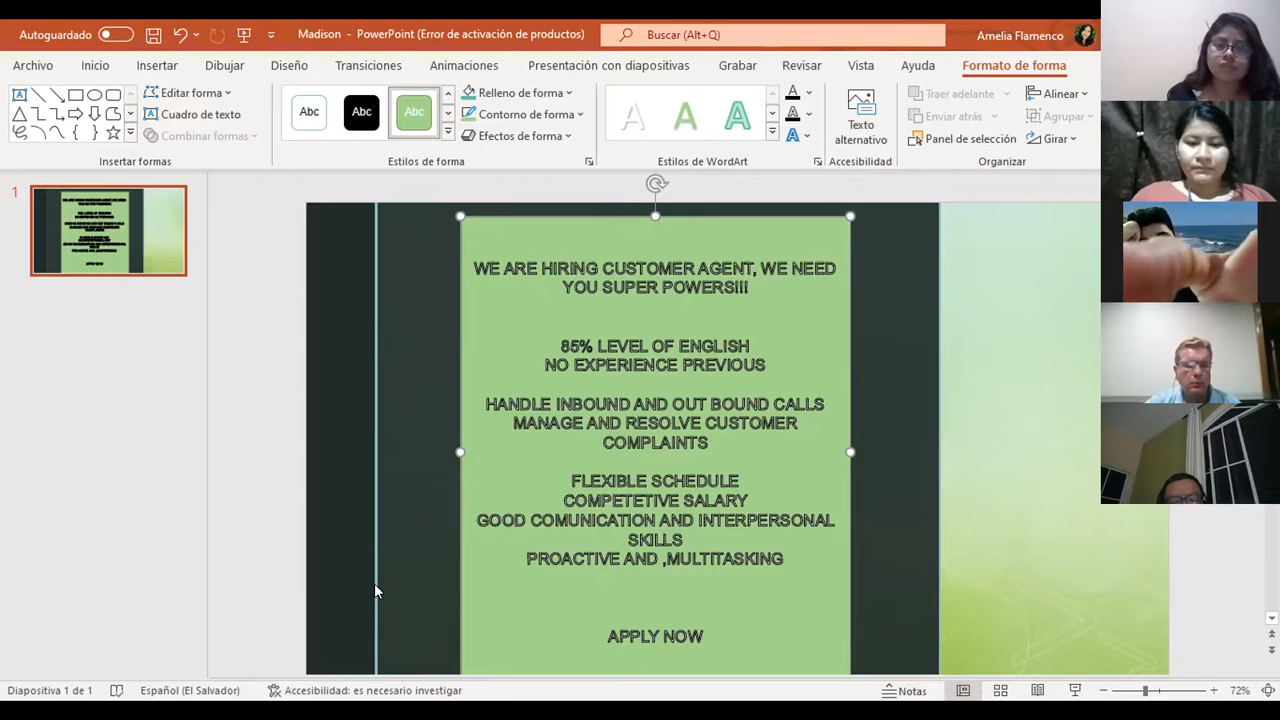 Autoguardado
Madison - PowerPoint (Error de activación de productos)
Buscar (Alt+Q)
Amelia Flamenco
Archivo Inicio Insertar Dibujar Diseño Transiciones Animaciones Presentación con diapositivas Grabar Revisar Vista Ayuda Formato de forma
Editar forma
Cuadro de texto
Combinar formas
Insertar formas
Abc Abc Abc
Relleno de forma
Contorno de forma
Efectos de forma
Estilos de forma
A A A
Estilos de WordArt
Texto
alternativo
Accesibilidad
Traer adelante
Enviar atrás
Panel de selección
Alinear
Agrupar
Girar
Organizar
1
WE ARE HIRING CUSTOMER AGENT, WE NEED
YOU SUPER POWERS!!!
85% LEVEL OF ENGLISH
NO EXPERIENCE PREVIOUS
HANDLE INBOUND AND OUT BOUND CALLS
MANAGE AND RESOLVE CUSTOMER
COMPLAINTS
FLEXIBLE SCHEDULE
COMPETETIVE SALARY
GOOD COMUNICATION AND INTERPERSONAL
SKILLS
PROACTIVE AND ,MULTITASKING
APPLY NOW
Diapositiva 1 de 1
Español (El Salvador)
Accesibilidad: es necesario investigar
Notas
72%